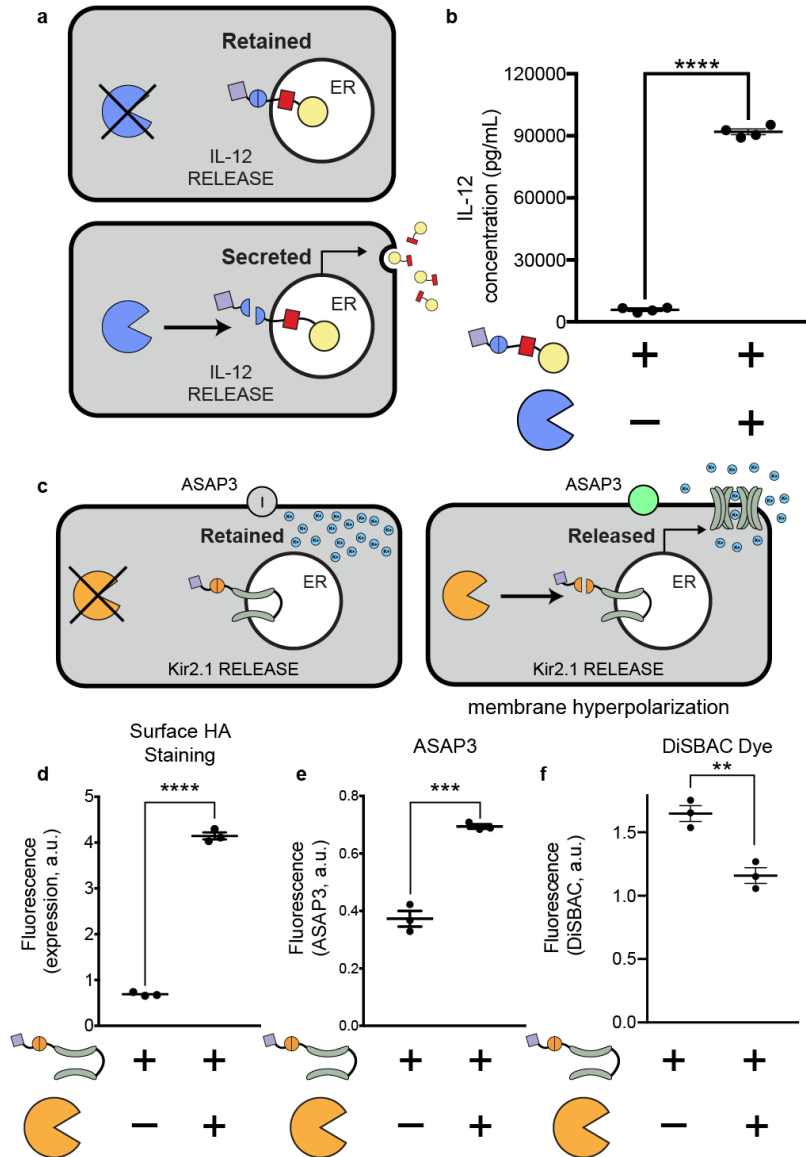 a
Retained
ER
IL-12
RELEASE
Secreted
ER
IL-12
RELEASE
b
****
120000
90000
60000
30000
0
IL-12
concentration (pg/mL)
+ +
− +
c
ASAP3
I
Retained
ER
Kir2.1 RELEASE
ASAP3
Released
ER
Kir2.1 RELEASE
membrane hyperpolarization
d
Surface HA
Staining
****
5
4
3
2
1
0
Fluorescence
(expression, a.u.)
+ +
− +
e
ASAP3
***
0.8
0.6
0.4
0.2
0.0
Fluorescence
(ASAP3, a.u.)
+ +
− +
f
DiSBAC Dye
**
1.5
1.0
0.5
0.0
Fluorescence
(DiSBAC, a.u.)
+ +
− +